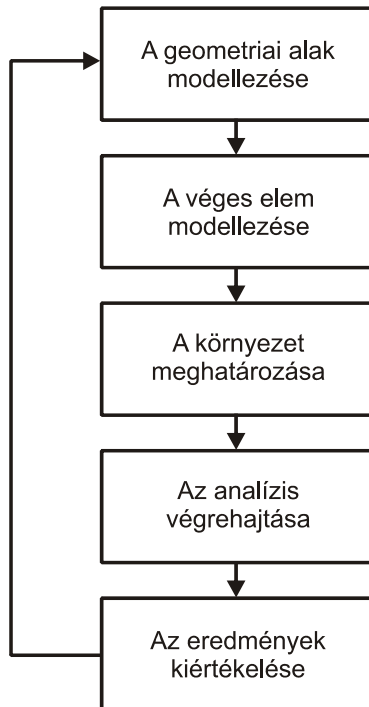 A geometriai alak
modellezése
A véges elem
modellezése
A környezet
meghatározása
Az analízis
végrehajtása
Az eredmények
kiértékelése